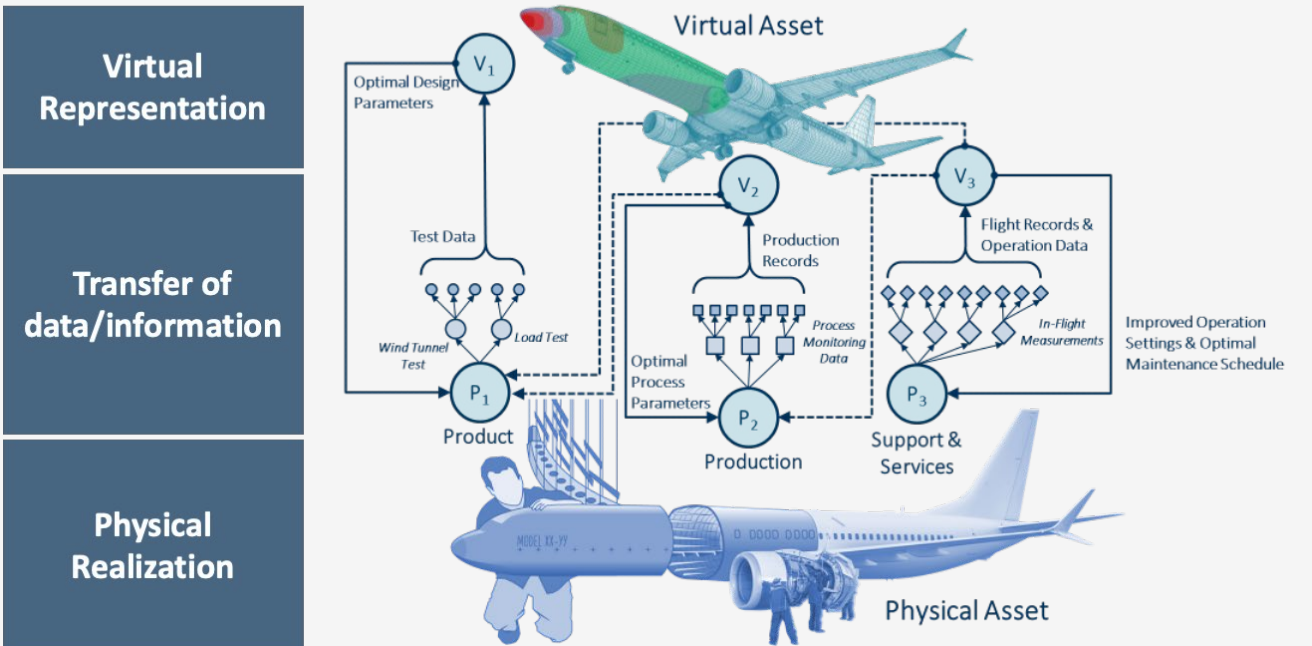 Virtual
Representation
Transfer of
data/information
Physical
Realization
Virtual Asset
V1
Optimal Design
Parameters
Test Data
Wind Tunnel
Test
Load Test
P1
Product
V2
Production
Records
Process
Monitoring
Data
Optimal
Process
Parameters
P2
Production
V3
Flight Records &
Operation Data
In-Flight
Measurements
Improved Operation
Settings & Optimal
Maintenance Schedule
P3
Support &
Services
MODEL XX-YY
Physical Asset